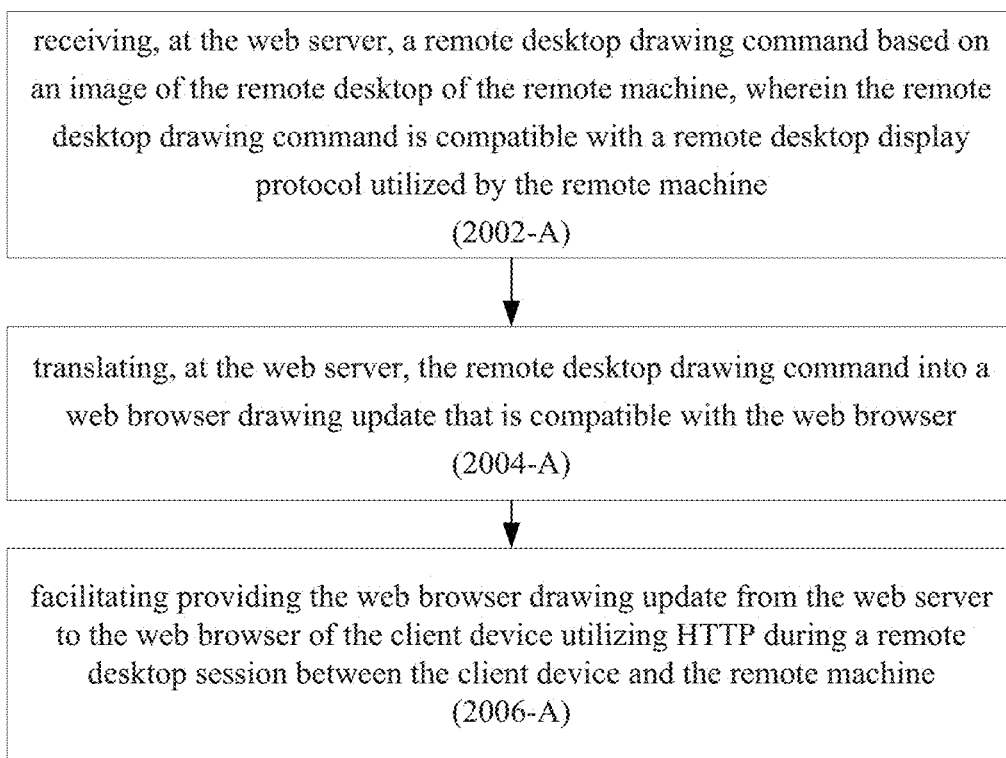 receiving, at the web server, a remote desktop drawing command based on
an image of the remote desktop of the remote machine, wherein the remote
desktop drawing command is compatible with a remote desktop display
protocol utilized by the remote machine
(2002-A)
translating, at the web server, the remote desktop drawing command into a
web browser drawing update that is compatible with the web browser
(2004-A)
facilitating providing the web browser drawing update from the web server
to the web browser of the client device utilizing HTTP during a remote
desktop session between the client device and the remote machine
(2006-A)